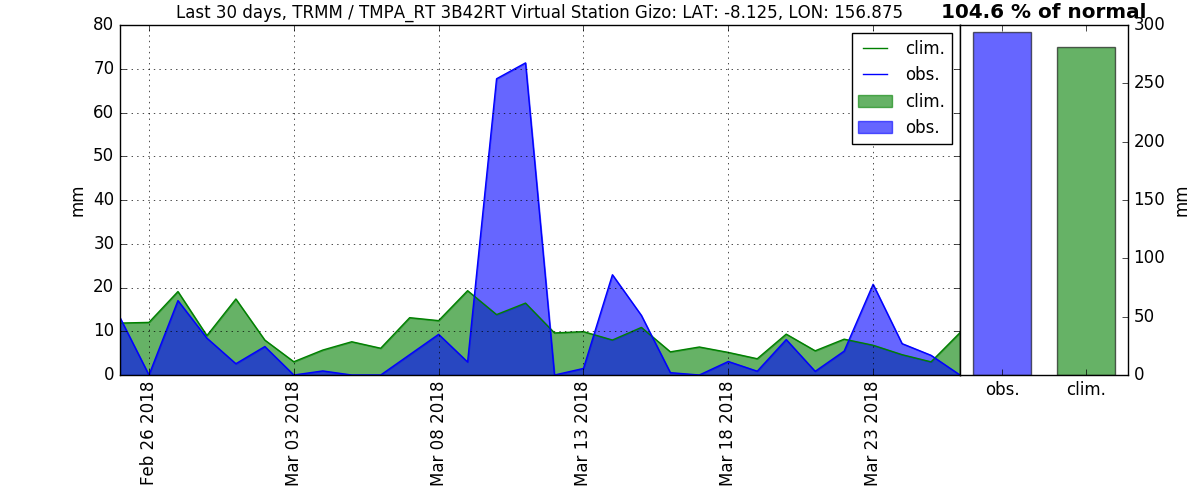 Last 30 days, TRMM / TMPA_RT 3B42RT Virtual Station Gizo: LAT: -8.125, LON: 156.875
104.6 % of normal
80
70
60
50
40
30
20
10
0
mm
clim.
obs.
clim.
obs.
300
250
200
150
100
50
0
mm
Feb 26 2018
Mar 03 2018
Mar 08 2018
Mar 13 2018
Mar 18 2018
Mar 23 2018
obs.
clim.